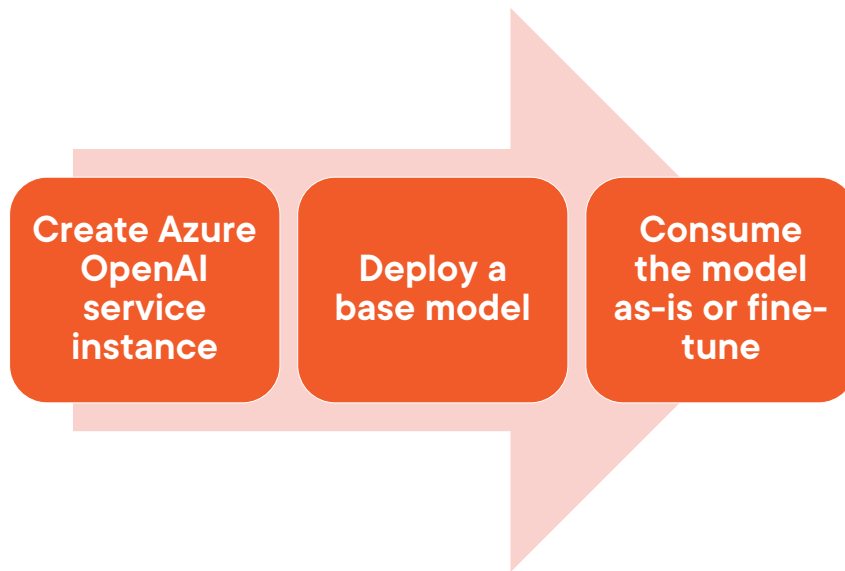 Create Azure
OpenAI
service
instance
Deploy a
base model
Consume
the model
as-is or fine-
tune